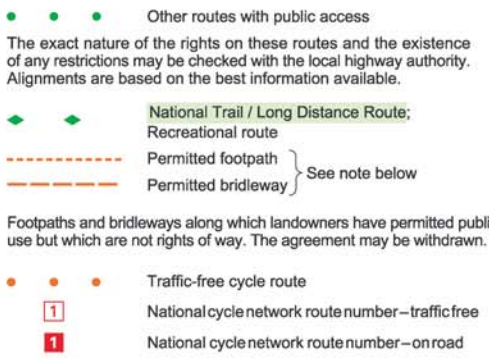 Other routes with public access
The exact nature of the rights on these routes and the existence
of any restrictions may be checked with the local highway authority.
Alignments are based on the best information available.
National Trail / Long Distance Route;
Recreational route
Permitted footpath
See note below
Permitted bridleway
Footpaths and bridleways along which landowners have permitted publi
use but which are not rights of way. The agreement may be withdrawn.
Traffic-free cycle route
1 National cycle network route number – traffic free
1 National cycle network route number – on road